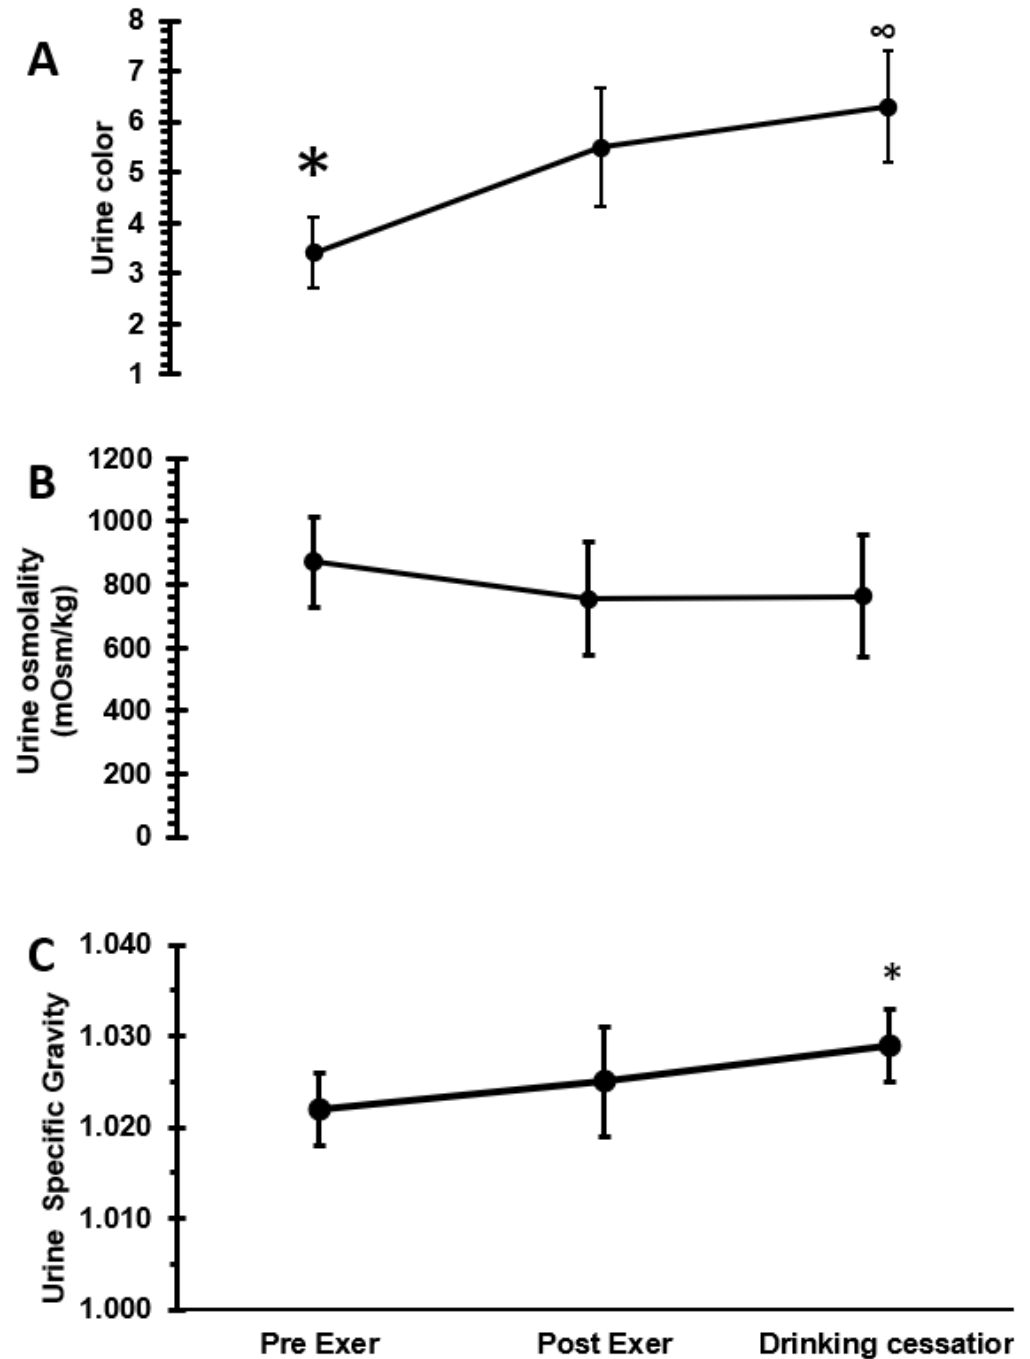 A
Urine color
8
7
6
5
4
3
2
1
*
∞
B
Urine osmolality
(mOsm/kg)
1200
1000
800
600
400
200
0
C
Urine Specific Gravity
1.040
1.030
1.020
1.010
1.000
*
Pre Exer Post Exer Drinking cessatior